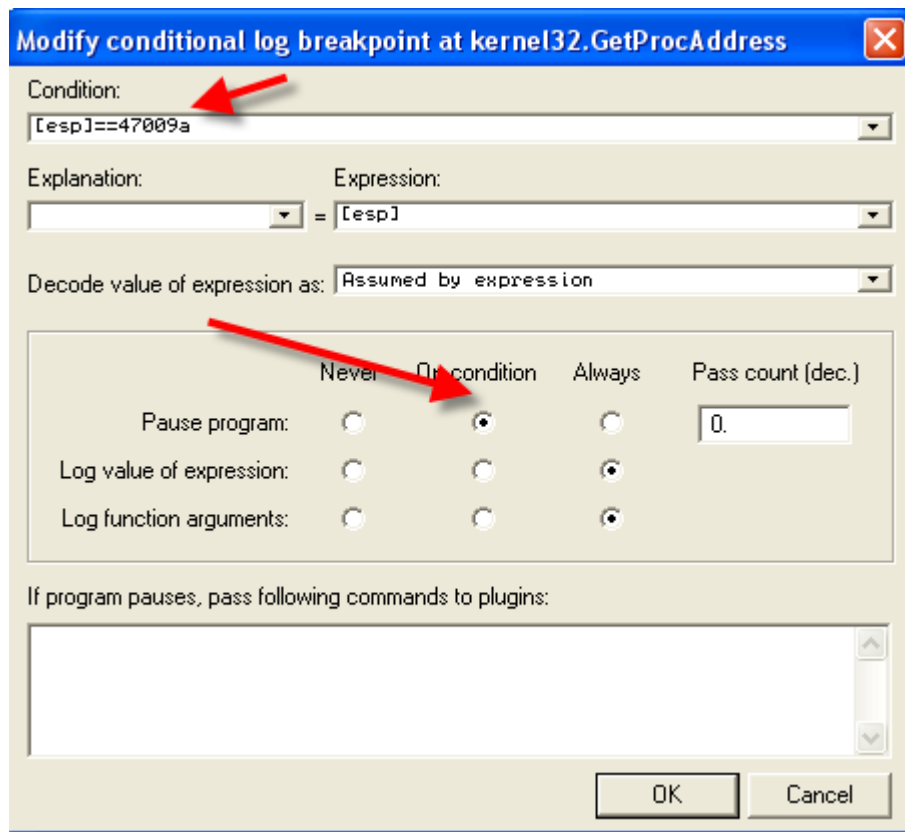 Modify conditional log breakpoint at kernel32.GetProcAddress
Condition:
[esp]==47009a
Explanation: Expression:
= [esp]
Decode value of expression as: Assumed by expression
Never On condition Always Pass count (dec.)
Pause program: 0.
Log value of expression:
Log function arguments:
If program pauses, pass following commands to plugins:
OK Cancel